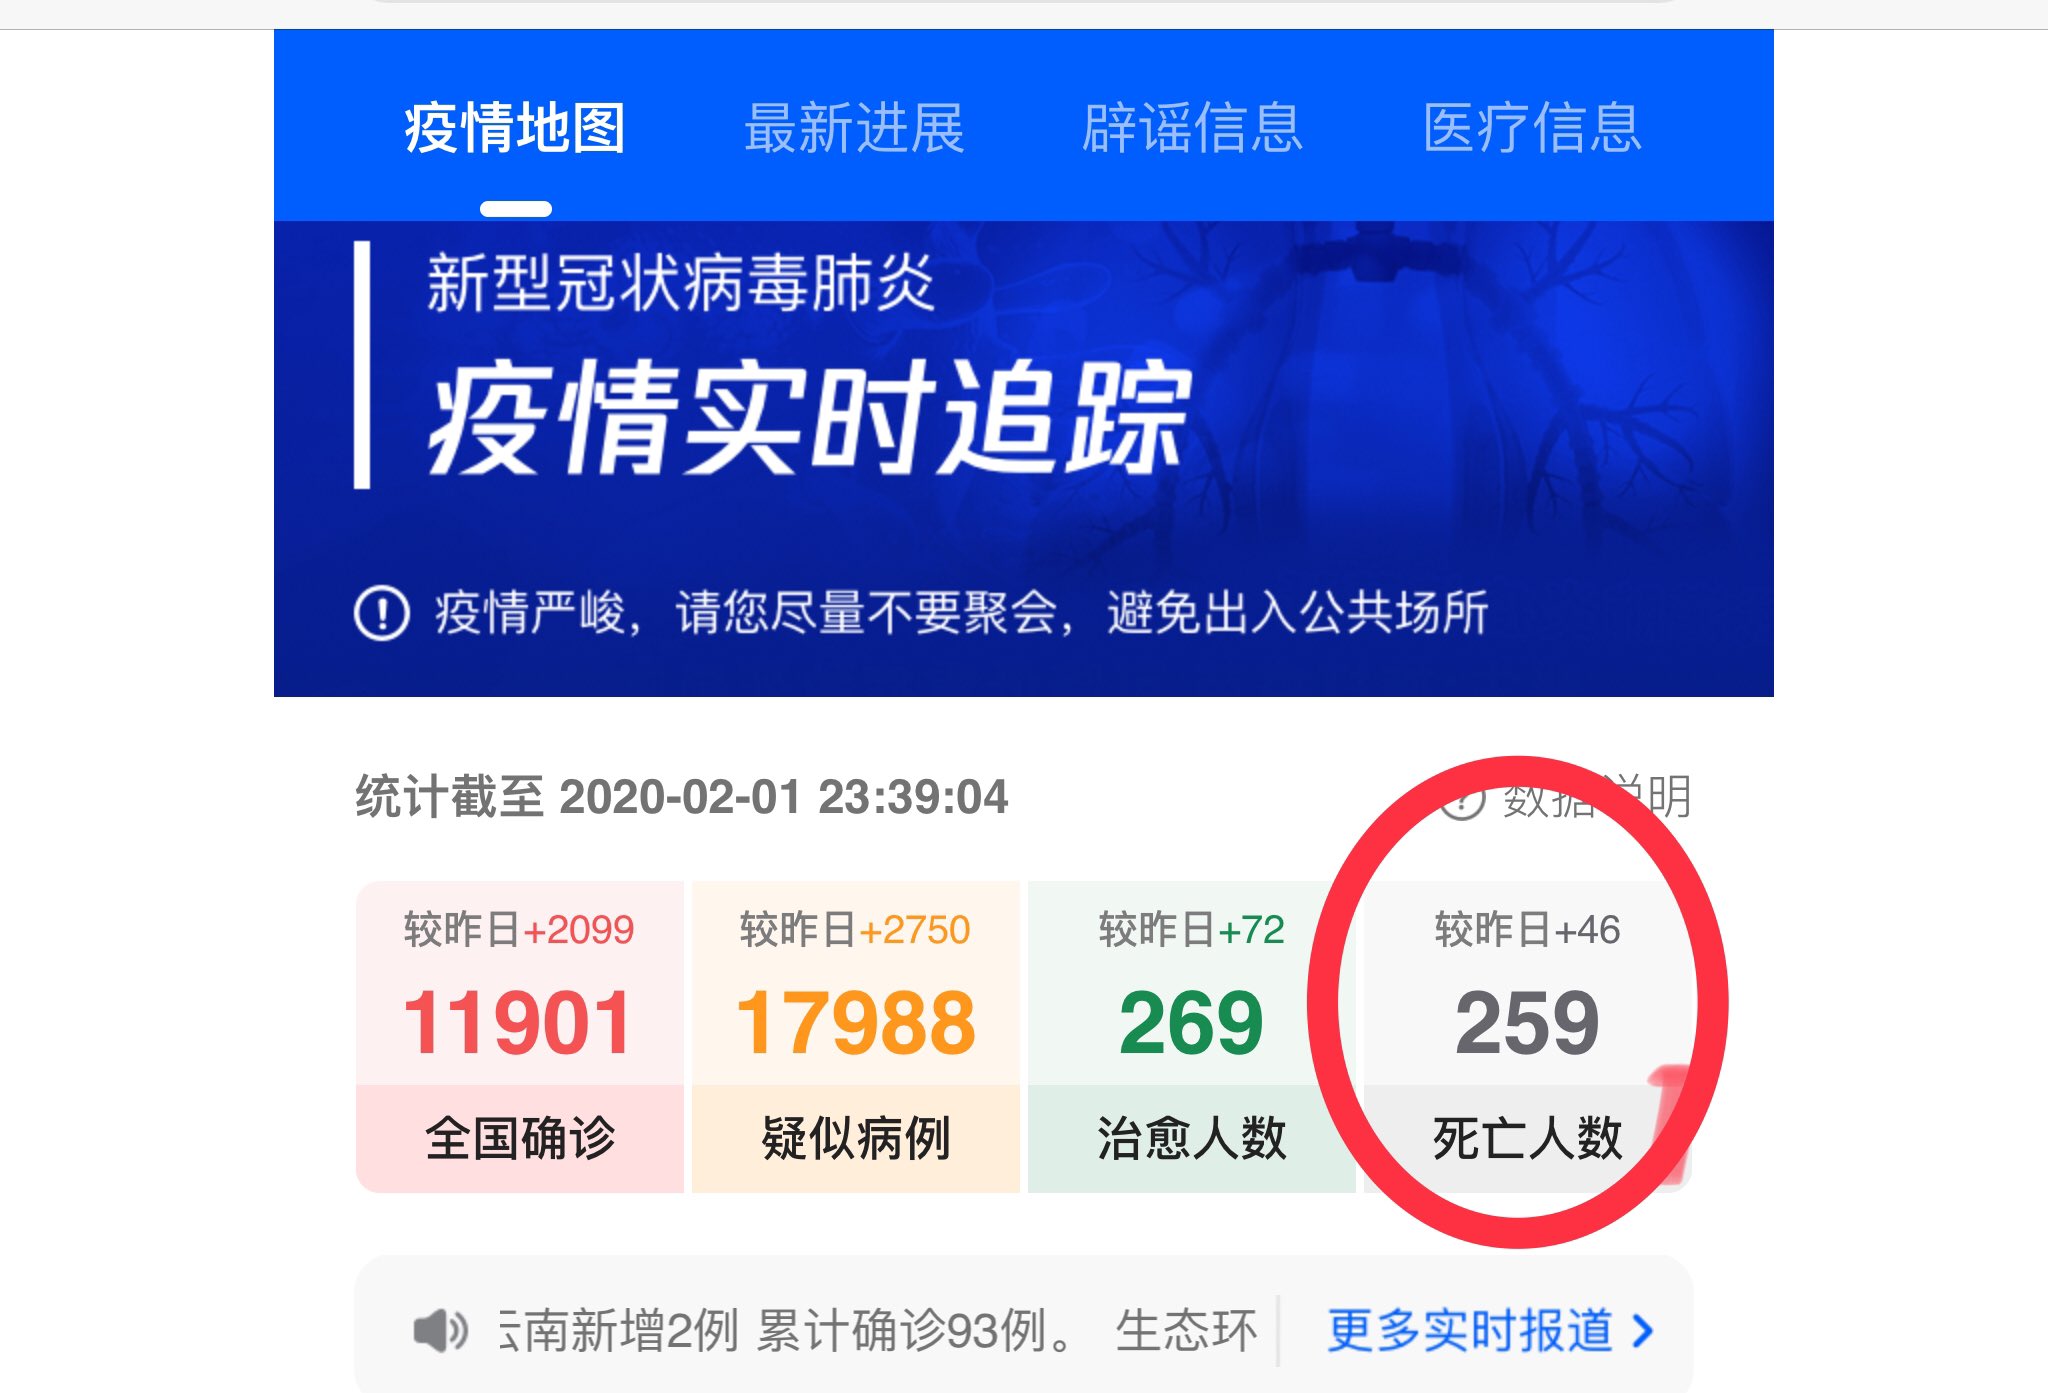 疫情地图 最新进展 辟谣信息 医疗信息
新型冠状病毒肺炎
疫情实时追踪
疫情严峻，请您尽量不要聚会，避免出入公共场所
统计截至 2020-02-01 23:39:04 数据说明
较昨日+2099 较昨日+2750 较昨日+72 较昨日+46
11901 17988 269 259
全国确诊 疑似病例 治愈人数 死亡人数
云南新增2例 累计确诊93例。 生态环 更多实时报道